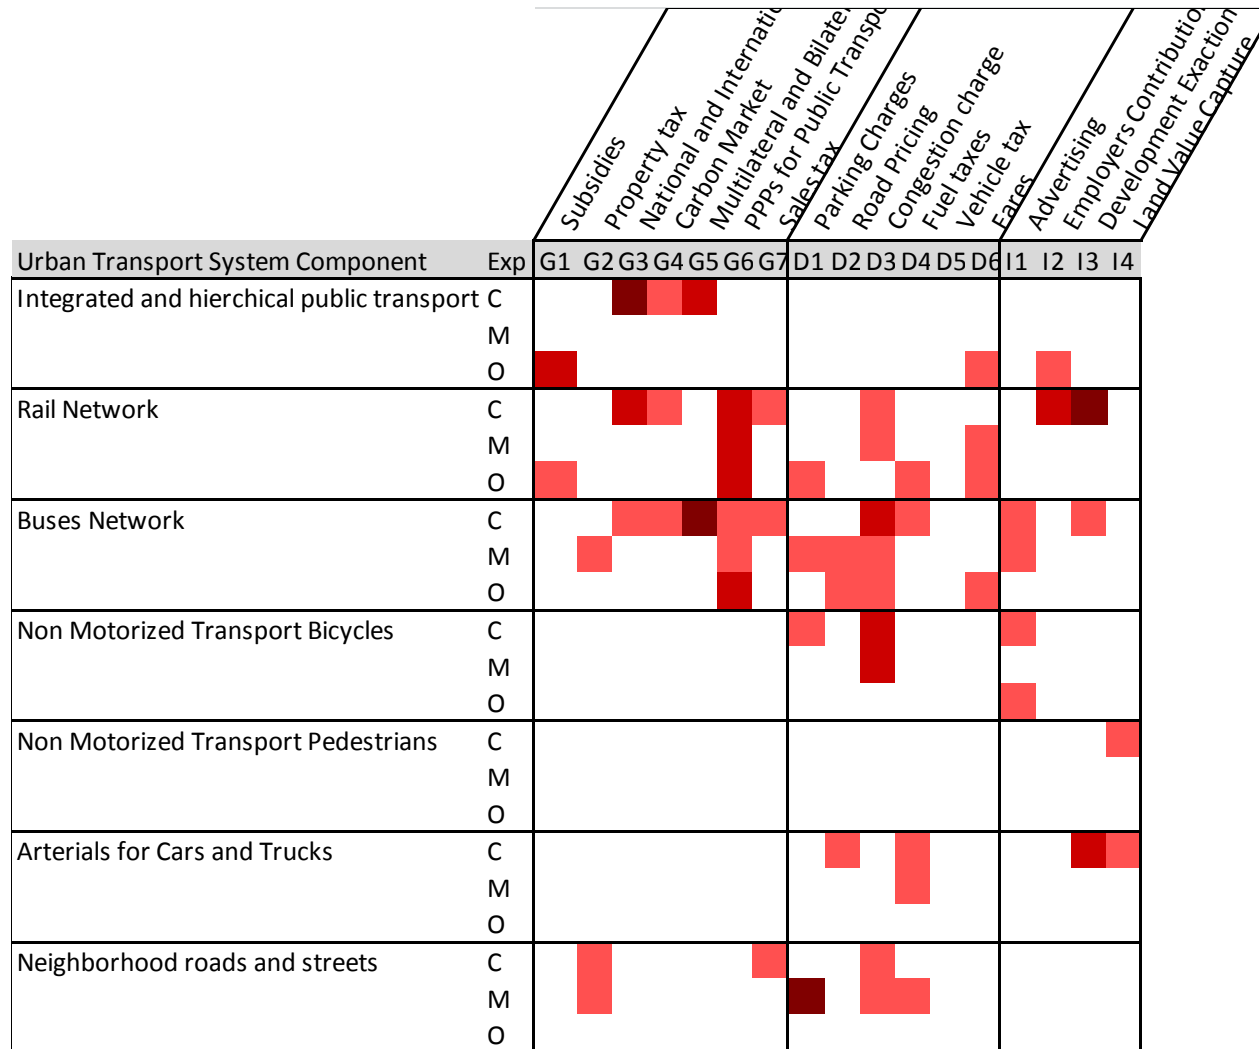 Subsidies
Property tax
National and Internatio
Carbon Market
Multilateral and Bilater
PPPs for Public Transpo
Sales tax
Parking Charges
Road Pricing
Congestion charge
Fuel taxes
Vehicle tax
Fares
Advertising
Employers Contribution
Development Exaction
Land Value Capture
Urban Transport System Component Exp G1 G2 G3 G4 G5 G6 G7 D1 D2 D3 D4 D5 D6 I1 I2 I3 I4
Integrated and hierchical public transport C
M
O
Rail Network C
M
O
Buses Network C
M
O
Non Motorized Transport Bicycles C
M
O
Non Motorized Transport Pedestrians C
M
O
Arterials for Cars and Trucks C
M
O
Neighborhood roads and streets C
M
O